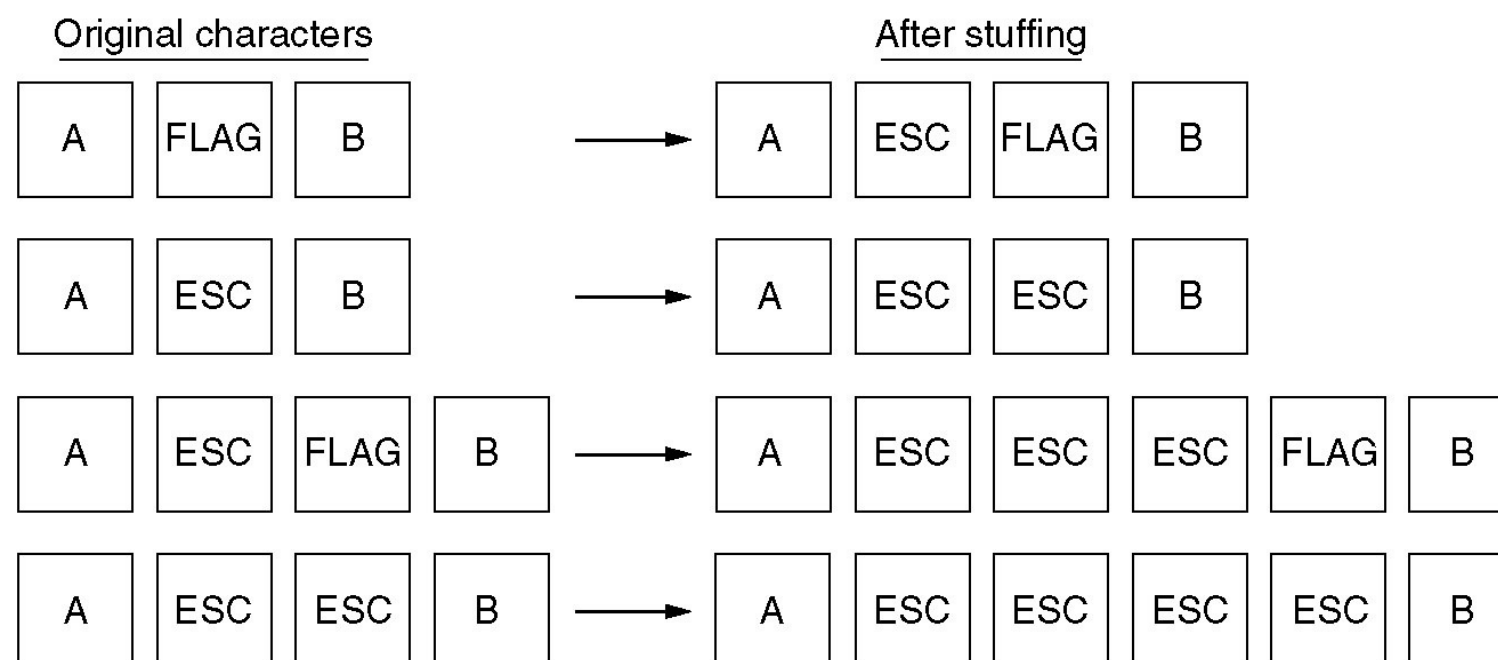 Original characters After stuffing
A FLAG B A ESC FLAG B
A ESC B A ESC ESC B
A ESC FLAG B A ESC ESC ESC FLAG B
A ESC ESC B A ESC ESC ESC ESC B